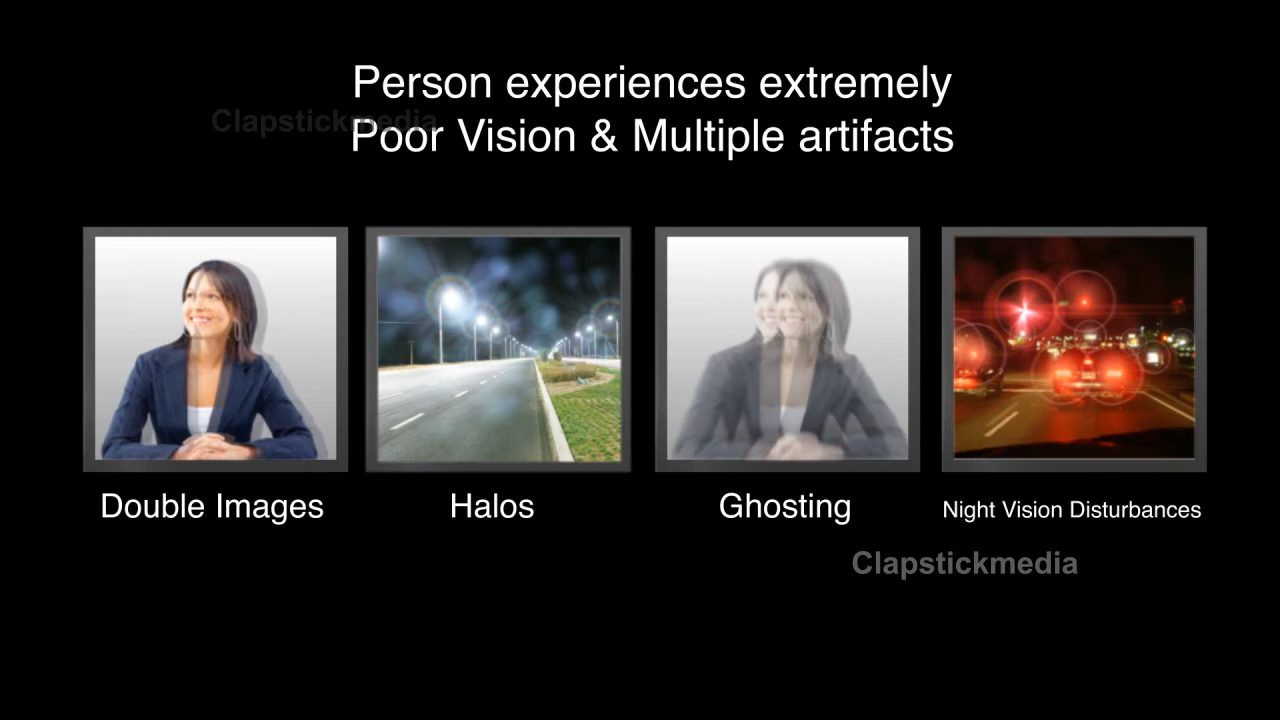 Person experiences extremely
Clapstickmedia
Poor Vision & Multiple artifacts
Double Images
Halos
Ghosting
Night Vision Disturbances
Clapstickmedia